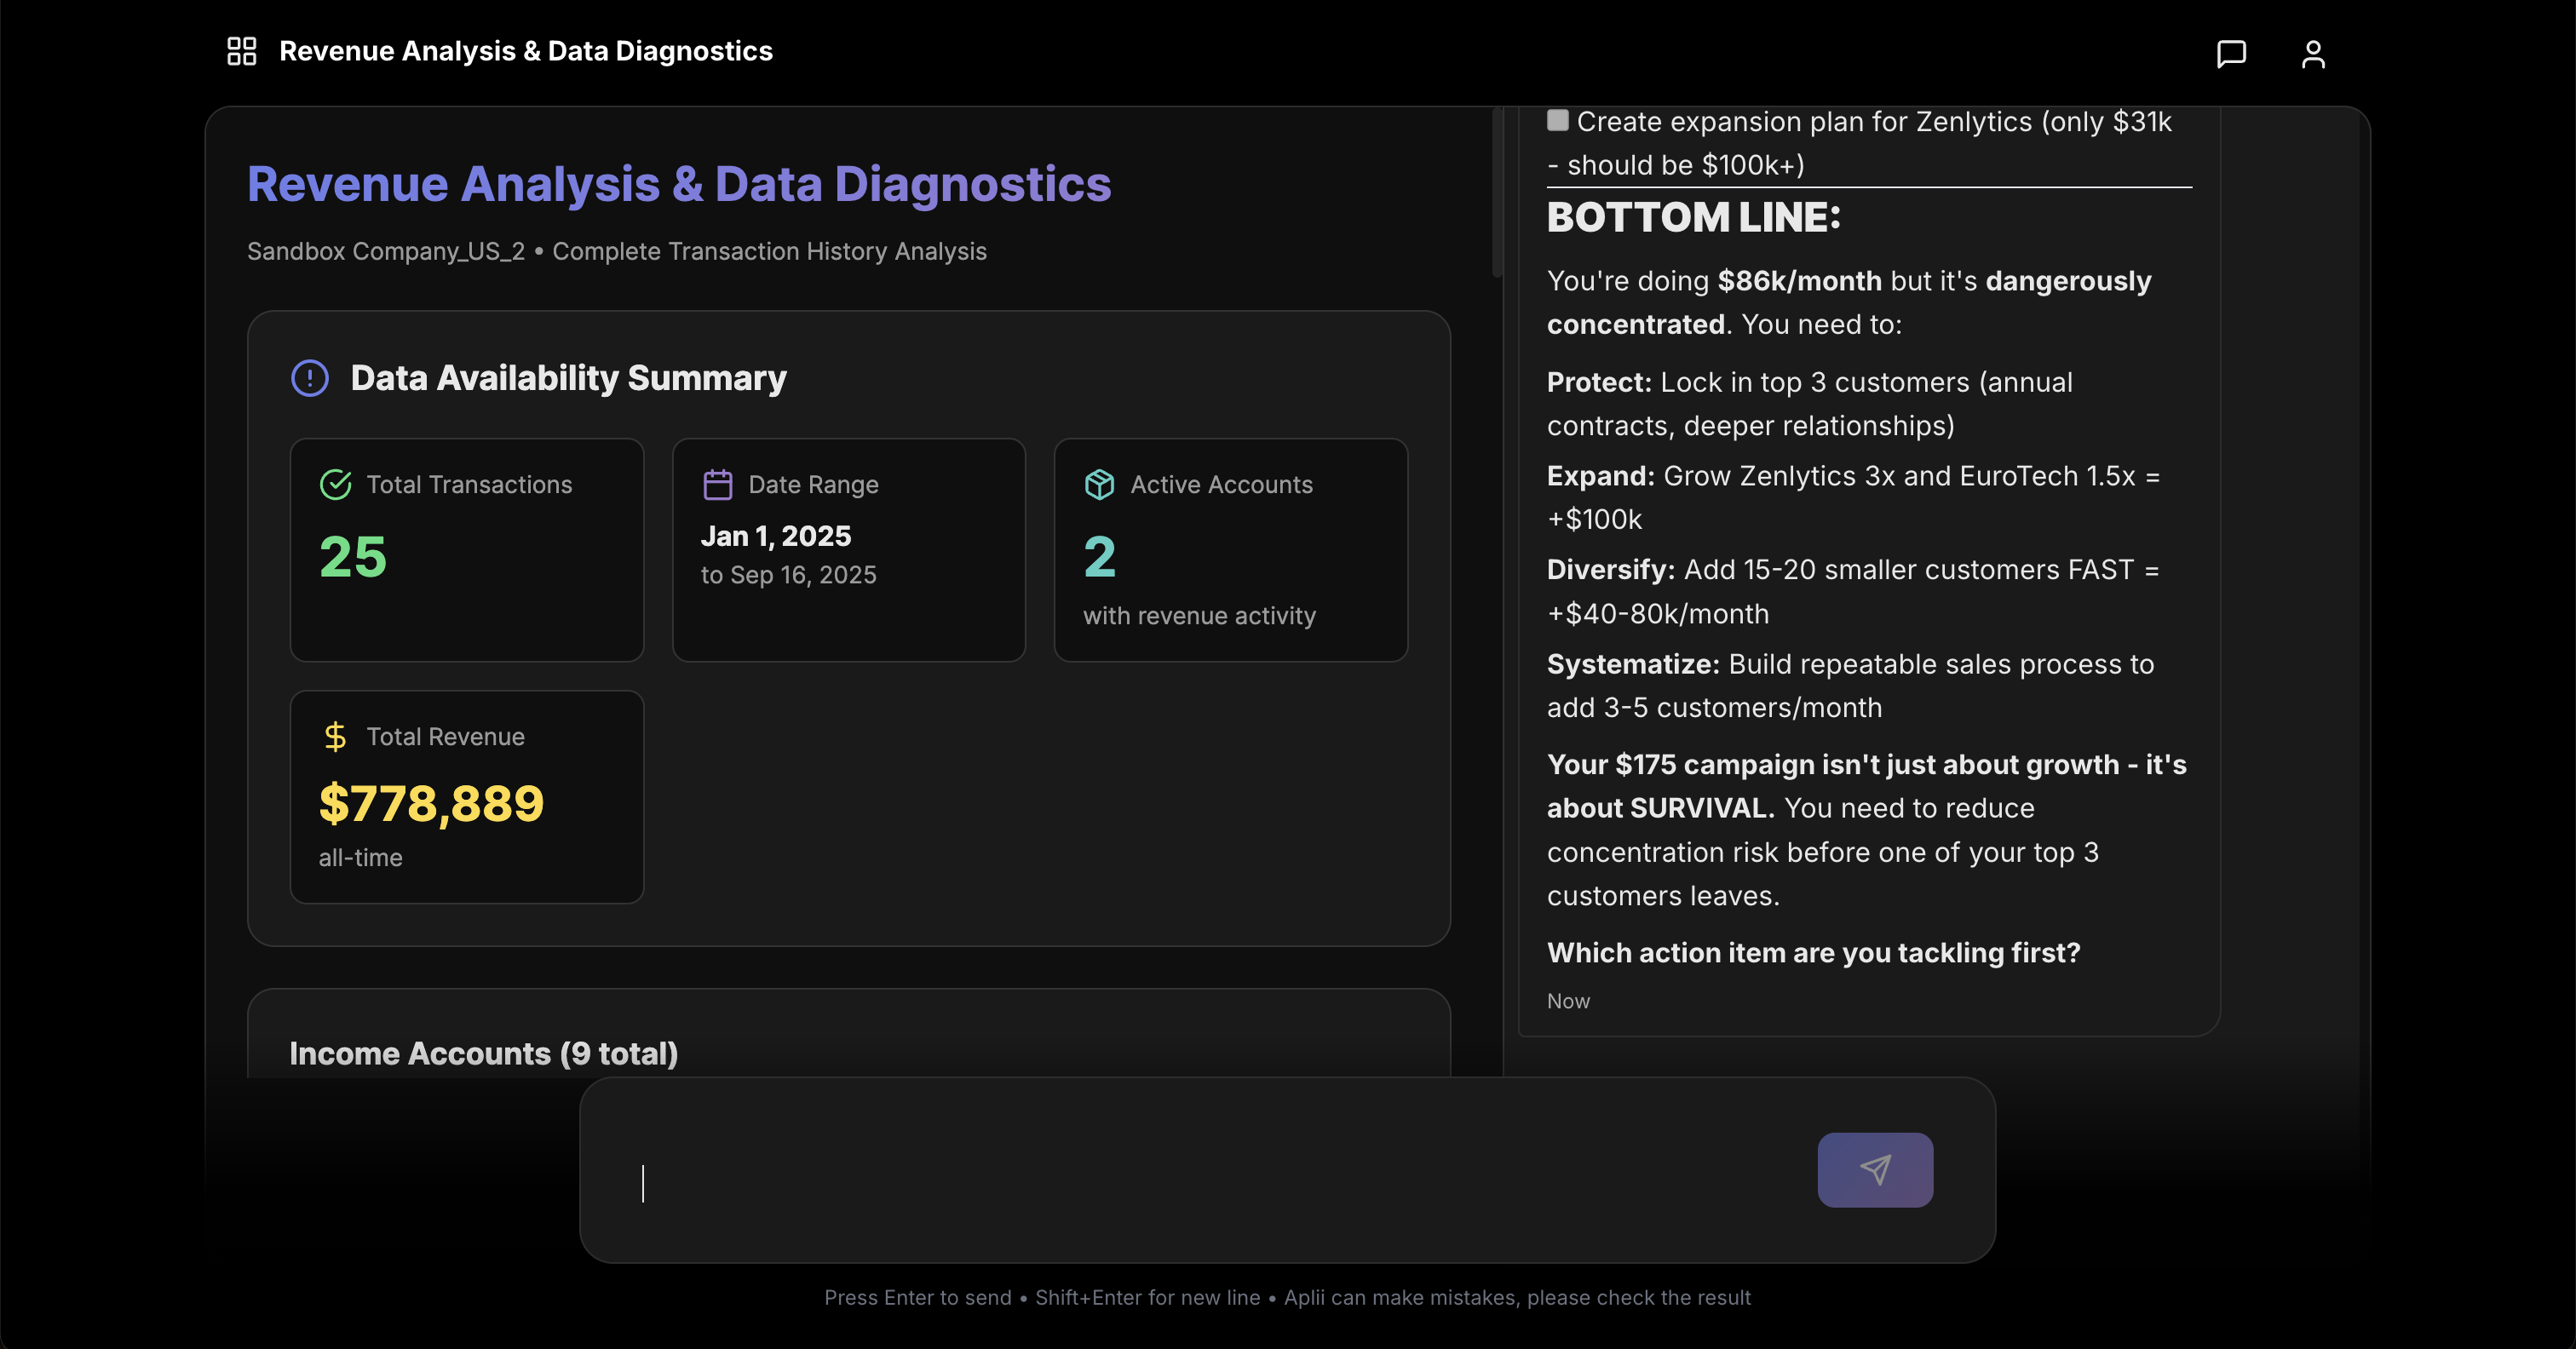 Revenue Analysis & Data Diagnostics
Revenue Analysis & Data Diagnostics
Sandbox Company_US_2 • Complete Transaction History Analysis
Data Availability Summary
Total Transactions
25
Date Range
Jan 1, 2025
to Sep 16, 2025
Active Accounts
2
with revenue activity
Total Revenue
$778,889
all-time
Income Accounts (9 total)
Create expansion plan for Zenlytics (only $31k
- should be $100k+)
BOTTOM LINE:
You're doing $86k/month but it's dangerously
concentrated. You need to:
Protect: Lock in top 3 customers (annual
contracts, deeper relationships)
Expand: Grow Zenlytics 3x and EuroTech 1.5x =
+$100k
Diversify: Add 15-20 smaller customers FAST =
+$40-80k/month
Systematize: Build repeatable sales process to
add 3-5 customers/month
Your $175 campaign isn't just about growth - it's
about SURVIVAL. You need to reduce
concentration risk before one of your top 3
customers leaves.
Which action item are you tackling first?
Now
Press Enter to send • Shift+Enter for new line • Aplii can make mistakes, please check the result